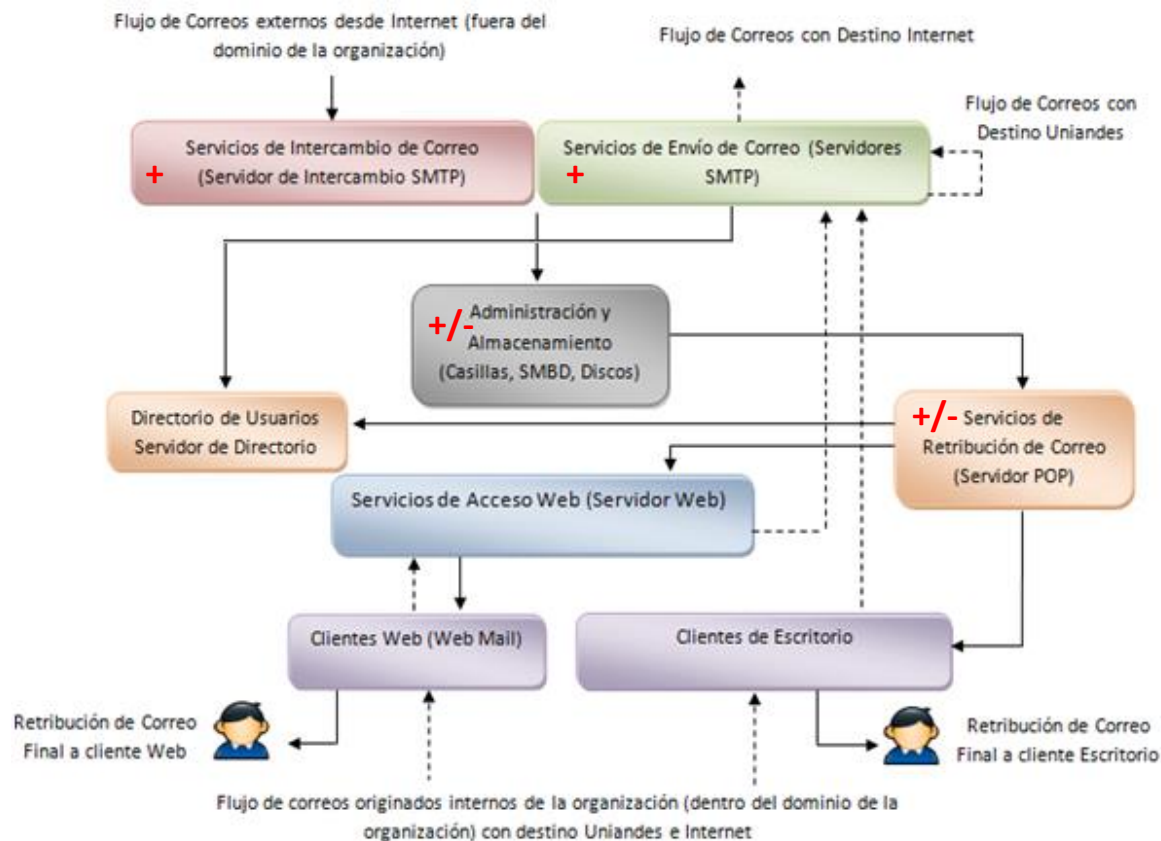 Flujo de Correos externos desde Internet (fuera del
dominio de la organización)
Flujo de Correos con Destino Internet
Flujo de Correos con
Destino Uniandes
+
Servicios de Intercambio de Correo
(Servidor de Intercambio SMTP)
+
Servicios de Envío de Correo (Servidores
SMTP)
+/-
Administración y
Almacenamiento
(Casillas, SMBD, Discos)
Directorio de Usuarios
Servidor de Directorio
+/-
Servicios de
Retribución de Correo
(Servidor POP)
Servicios de Acceso Web (Servidor Web)
Clientes Web (Web Mail)
Clientes de Escritorio
Retribución de Correo
Final a cliente Web
Retribución de Correo
Final a cliente Escritorio
Flujo de correos originados internos de la organización (dentro del dominio de la
organización) con destino Uniandes e Internet